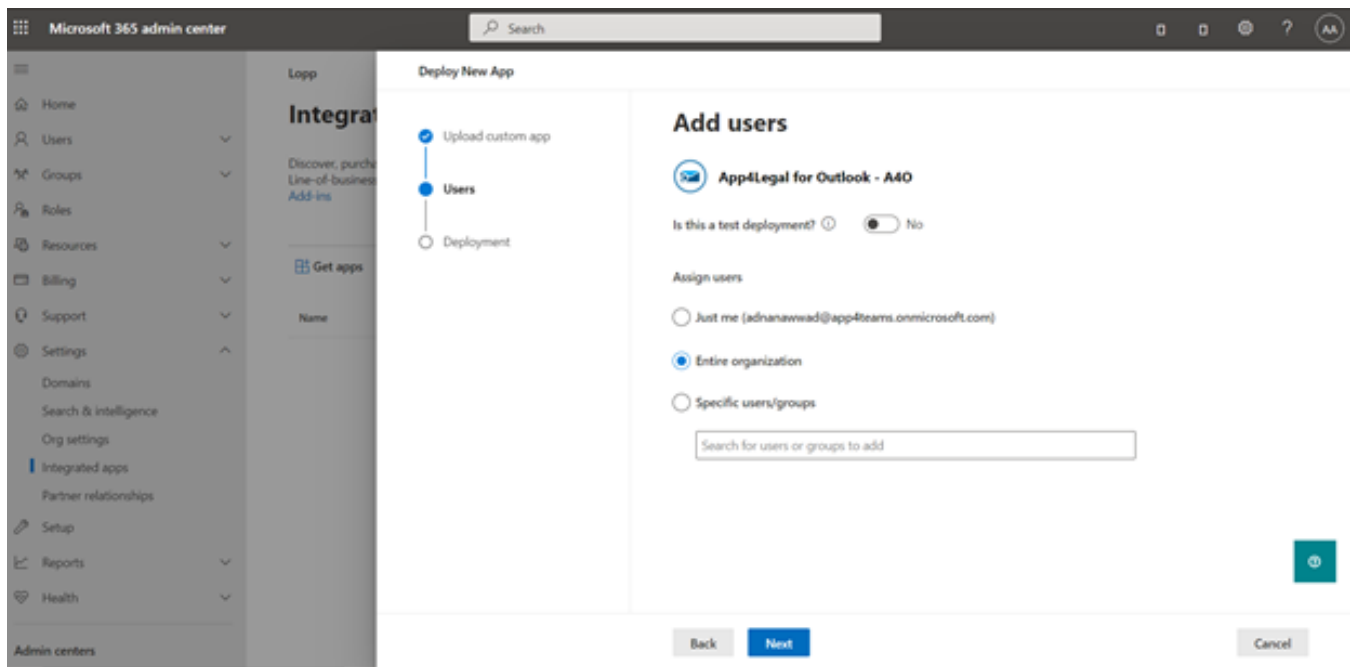 Microsoft 365 admin center
Search
AA
Home
Users
Groups
Roles
Resources
Billing
Support
Settings
Domains
Search & intelligence
Org settings
Integrated apps
Partner relationships
Setup
Reports
Health
Admin centers
Lopp
Integrat
Discover, purcha
Line-of-business
Add-ins
Get apps
Name
Deploy New App
Upload custom app
Users
Deployment
Add users
App4Legal for Outlook - A4O
Is this a test deployment? No
Assign users
Just me (adnanawwad@app4teams.onmicrosoft.com)
Entire organization
Specific users/groups
Search for users or groups to add
Back
Next
Cancel